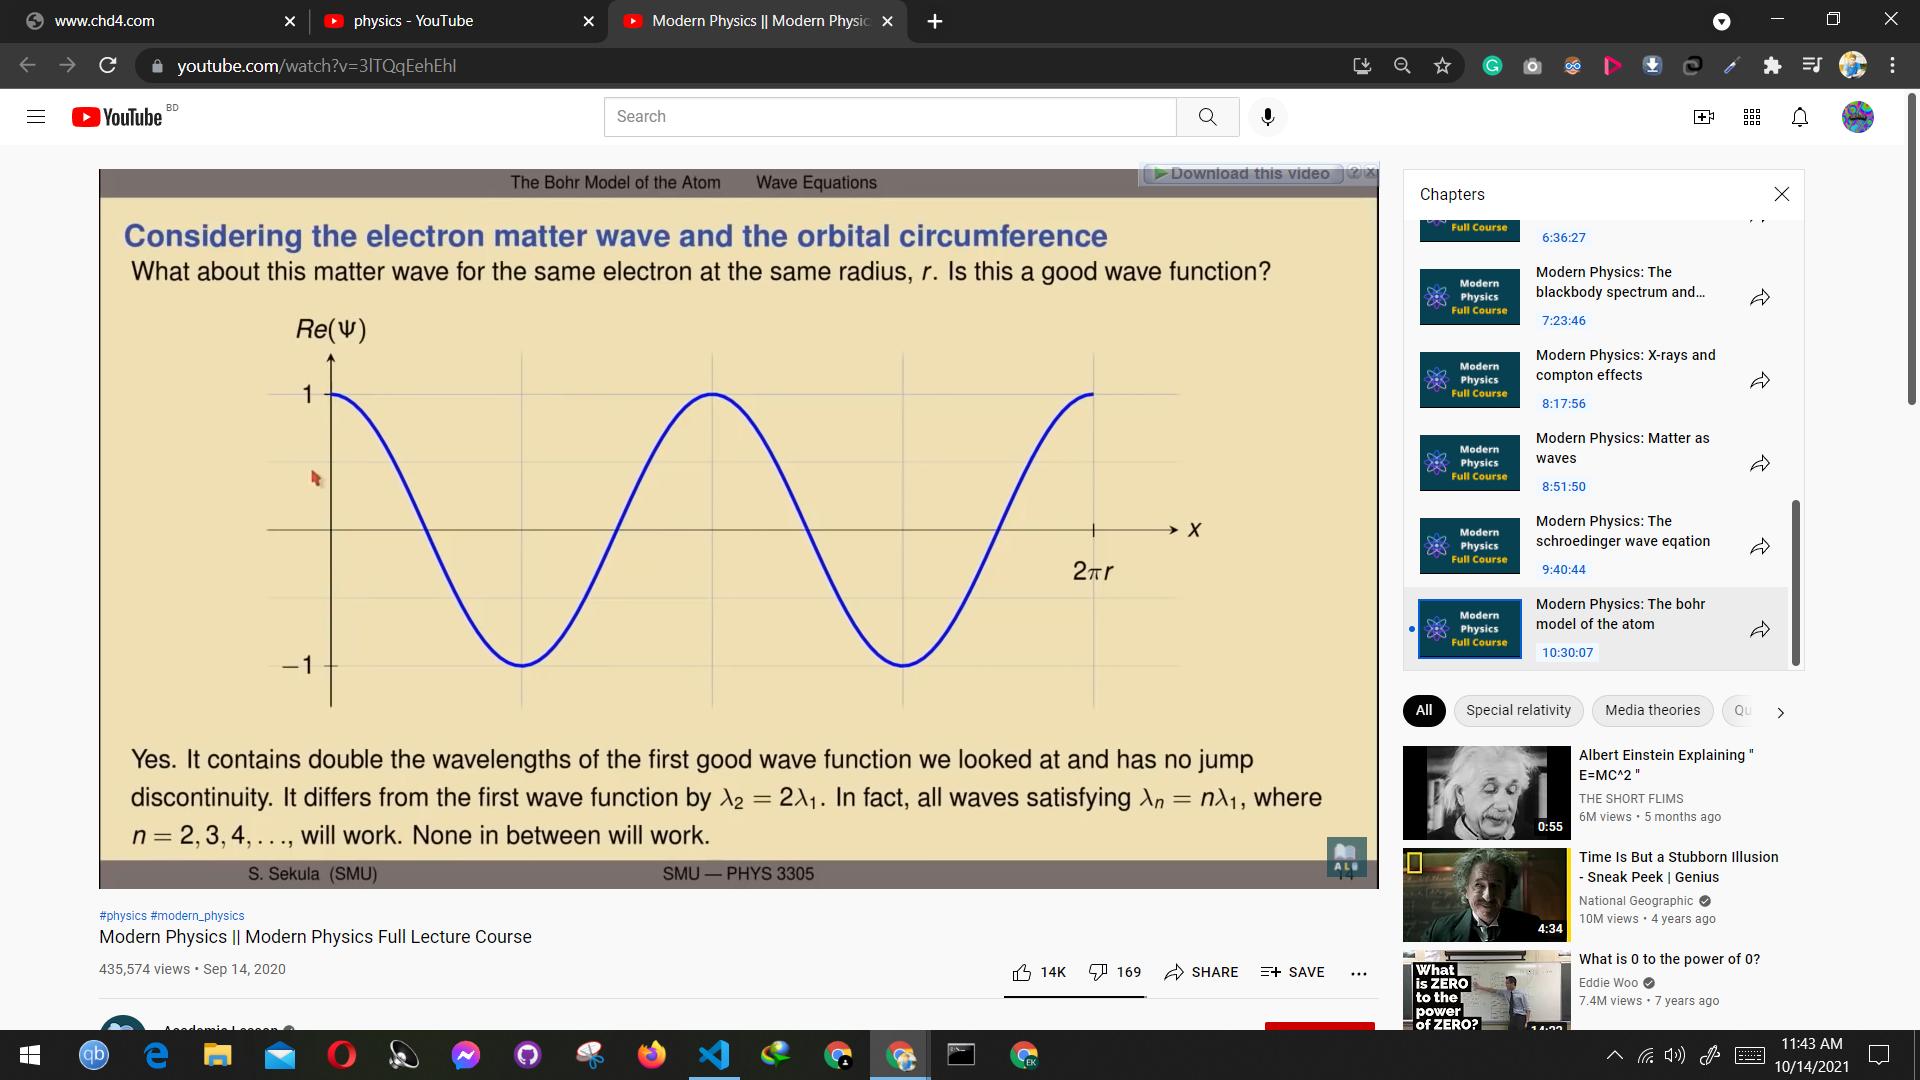 www.chd4.com
physics - YouTube
Modern Physics || Modern Physic
youtube.com/watch?v=3lTQqEehEhI
YouTube BD
Search
The Bohr Model of the Atom Wave Equations
Download this video
Considering the electron matter wave and the orbital circumference
What about this matter wave for the same electron at the same radius, r. Is this a good wave function?
Re(Ψ)
1
x
2πr
−1
Yes. It contains double the wavelengths of the first good wave function we looked at and has no jump
discontinuity. It differs from the first wave function by λ₂ = 2λ₁. In fact, all waves satisfying λₙ = nλ₁, where
n = 2, 3, 4, . . ., will work. None in between will work.
S. Sekula (SMU) SMU — PHYS 3305
#physics #modern_physics
Modern Physics || Modern Physics Full Lecture Course
435,574 views • Sep 14, 2020
14K 169 SHARE SAVE
Chapters
Full Course
6:36:27
Modern Physics Full Course
Modern Physics: The
blackbody spectrum and...
7:23:46
Modern Physics Full Course
Modern Physics: X-rays and
compton effects
8:17:56
Modern Physics Full Course
Modern Physics: Matter as
waves
8:51:50
Modern Physics Full Course
Modern Physics: The
schroedinger wave eqation
9:40:44
Modern Physics Full Course
Modern Physics: The bohr
model of the atom
10:30:07
All Special relativity Media theories Qu
Albert Einstein Explaining "
E=MC^2 "
THE SHORT FLIMS
6M views • 5 months ago
0:55
Time Is But a Stubborn Illusion
- Sneak Peek | Genius
National Geographic
10M views • 4 years ago
4:34
What is ZERO to the power of ZERO?
What is 0 to the power of 0?
Eddie Woo
7.4M views • 7 years ago
qb
EK
11:43 AM
10/14/2021